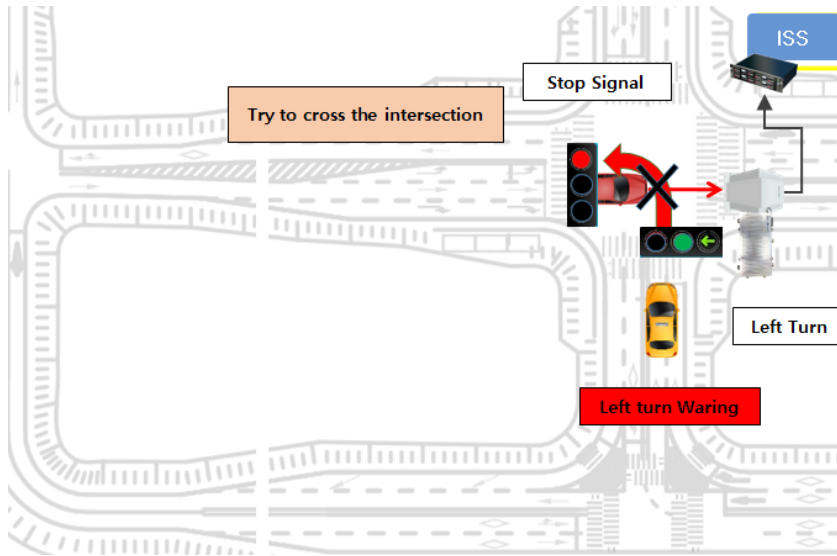 ISS
Stop Signal
Try to cross the intersection
Left Turn
Left turn Waring